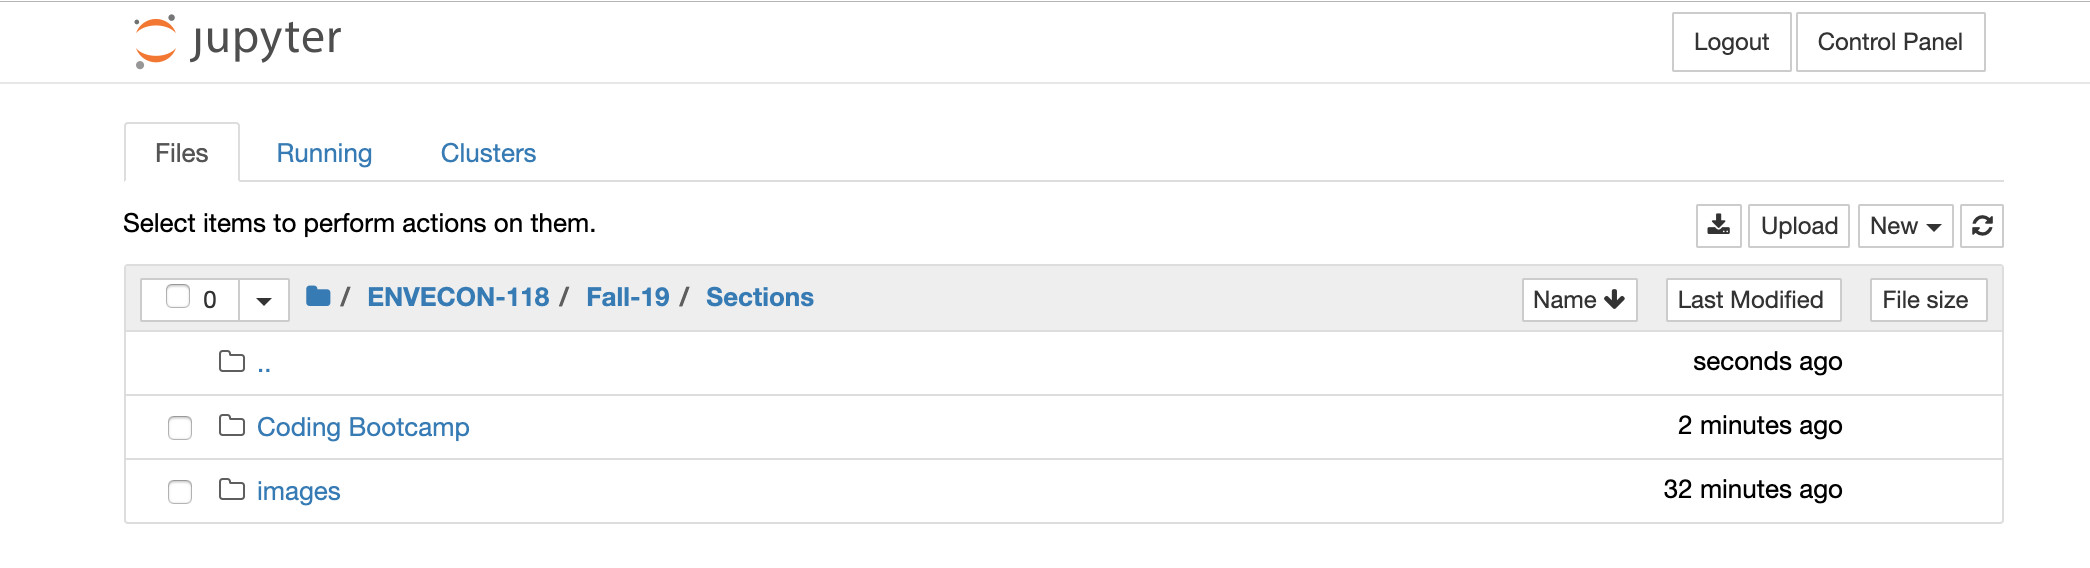 jupyter
Logout Control Panel
Files Running Clusters
Select items to perform actions on them.
Upload New
0 / ENVECON-118 / Fall-19 / Sections Name Last Modified File size
.. seconds ago
Coding Bootcamp 2 minutes ago
images 32 minutes ago